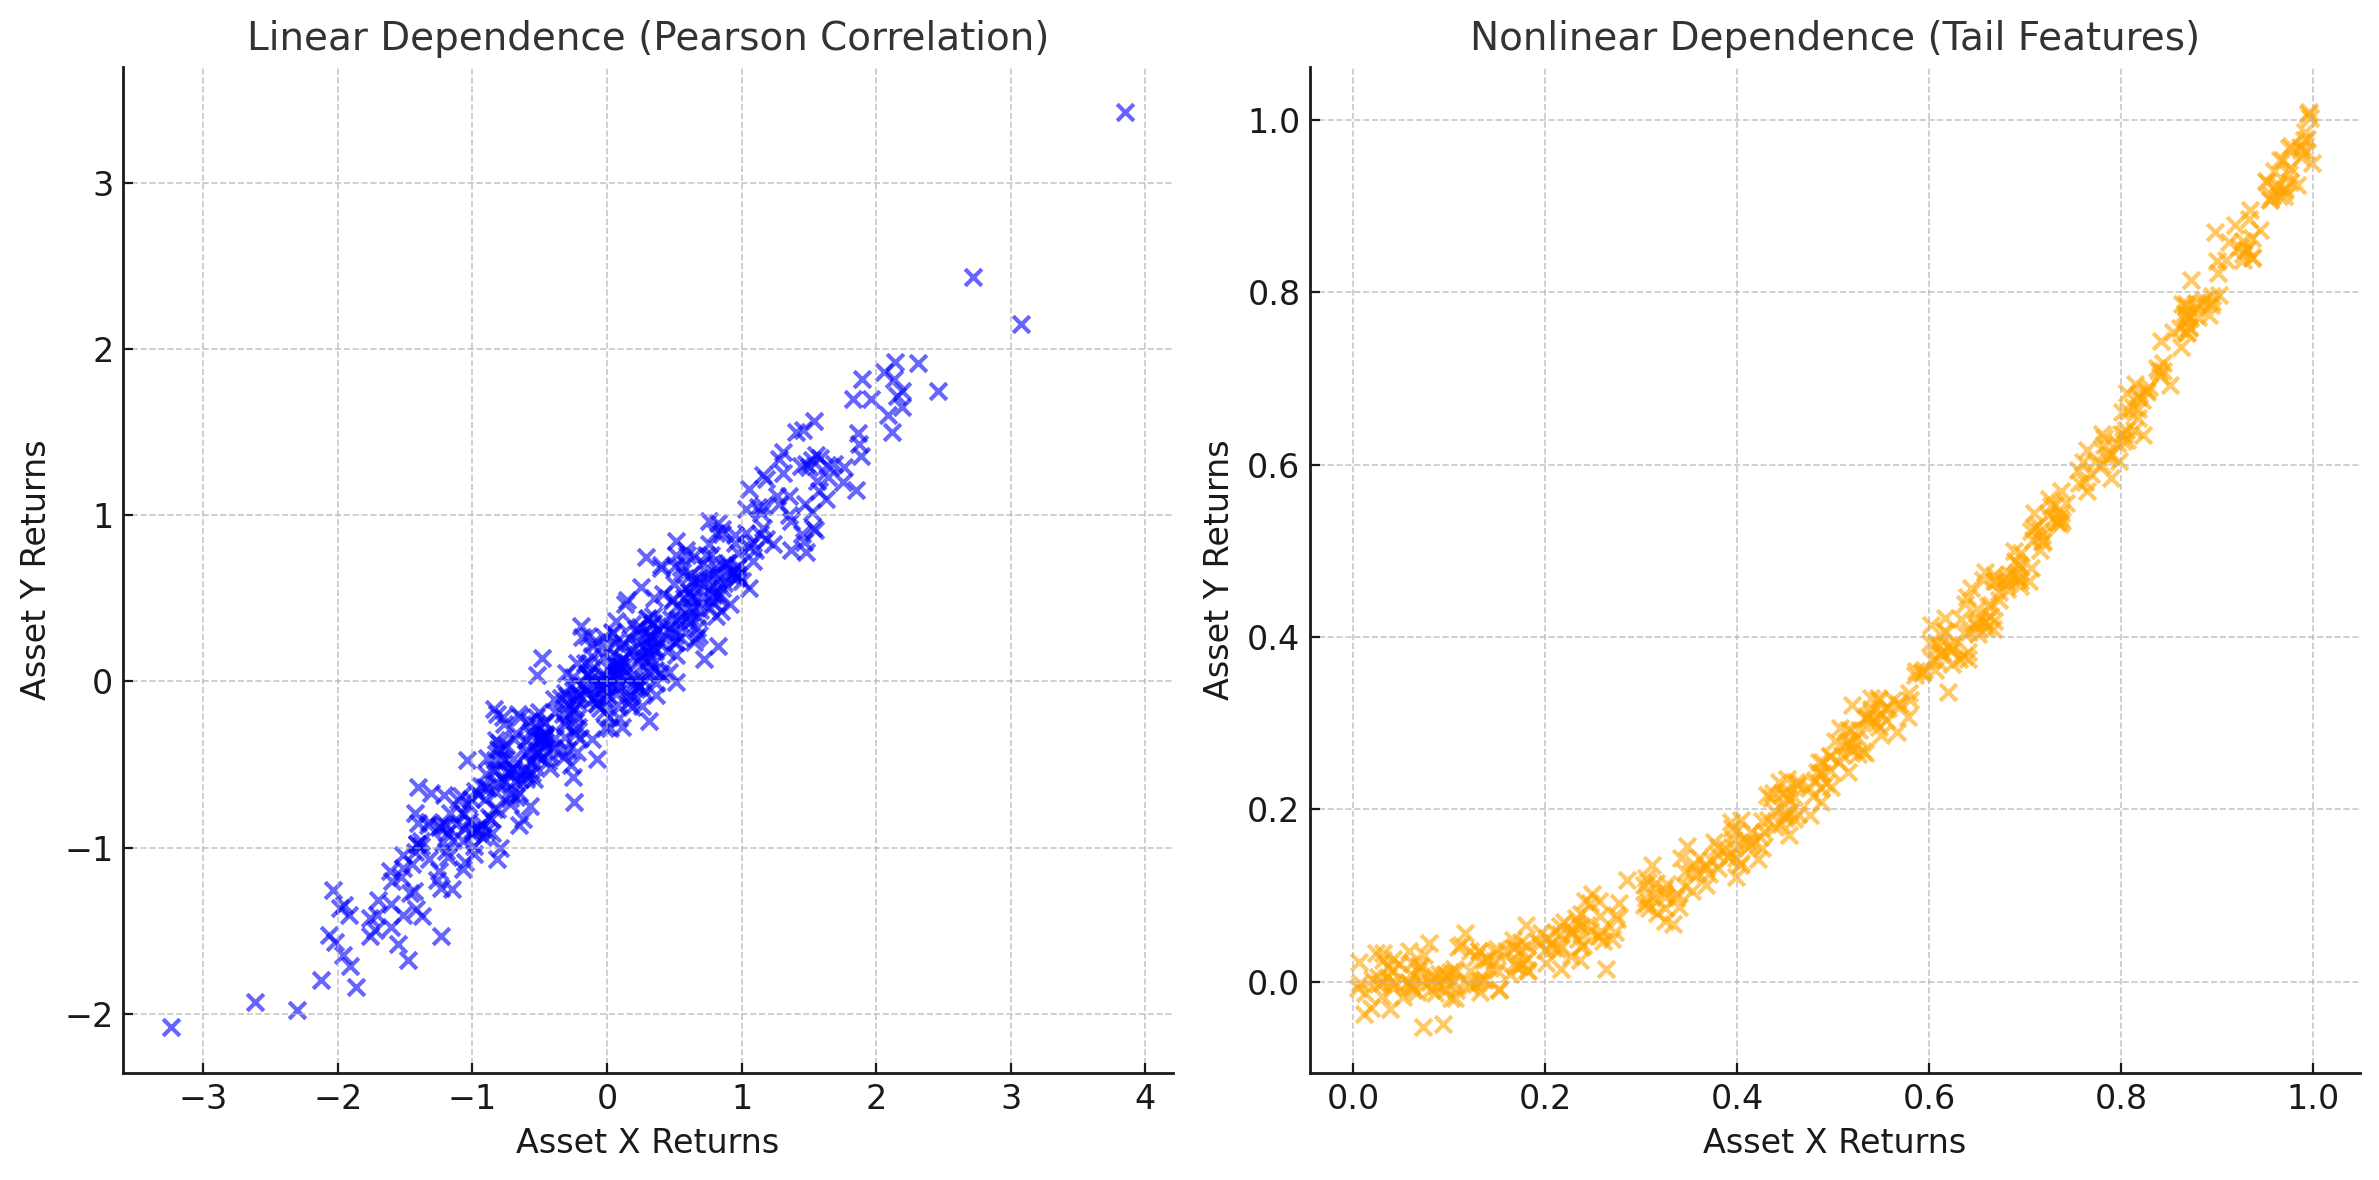 Linear Dependence (Pearson Correlation)
3
2
1
0
−1
−2
Asset Y Returns
−3 −2 −1 0 1 2 3 4
Asset X Returns
Nonlinear Dependence (Tail Features)
1.0
0.8
0.6
0.4
0.2
0.0
Asset Y Returns
0.0 0.2 0.4 0.6 0.8 1.0
Asset X Returns